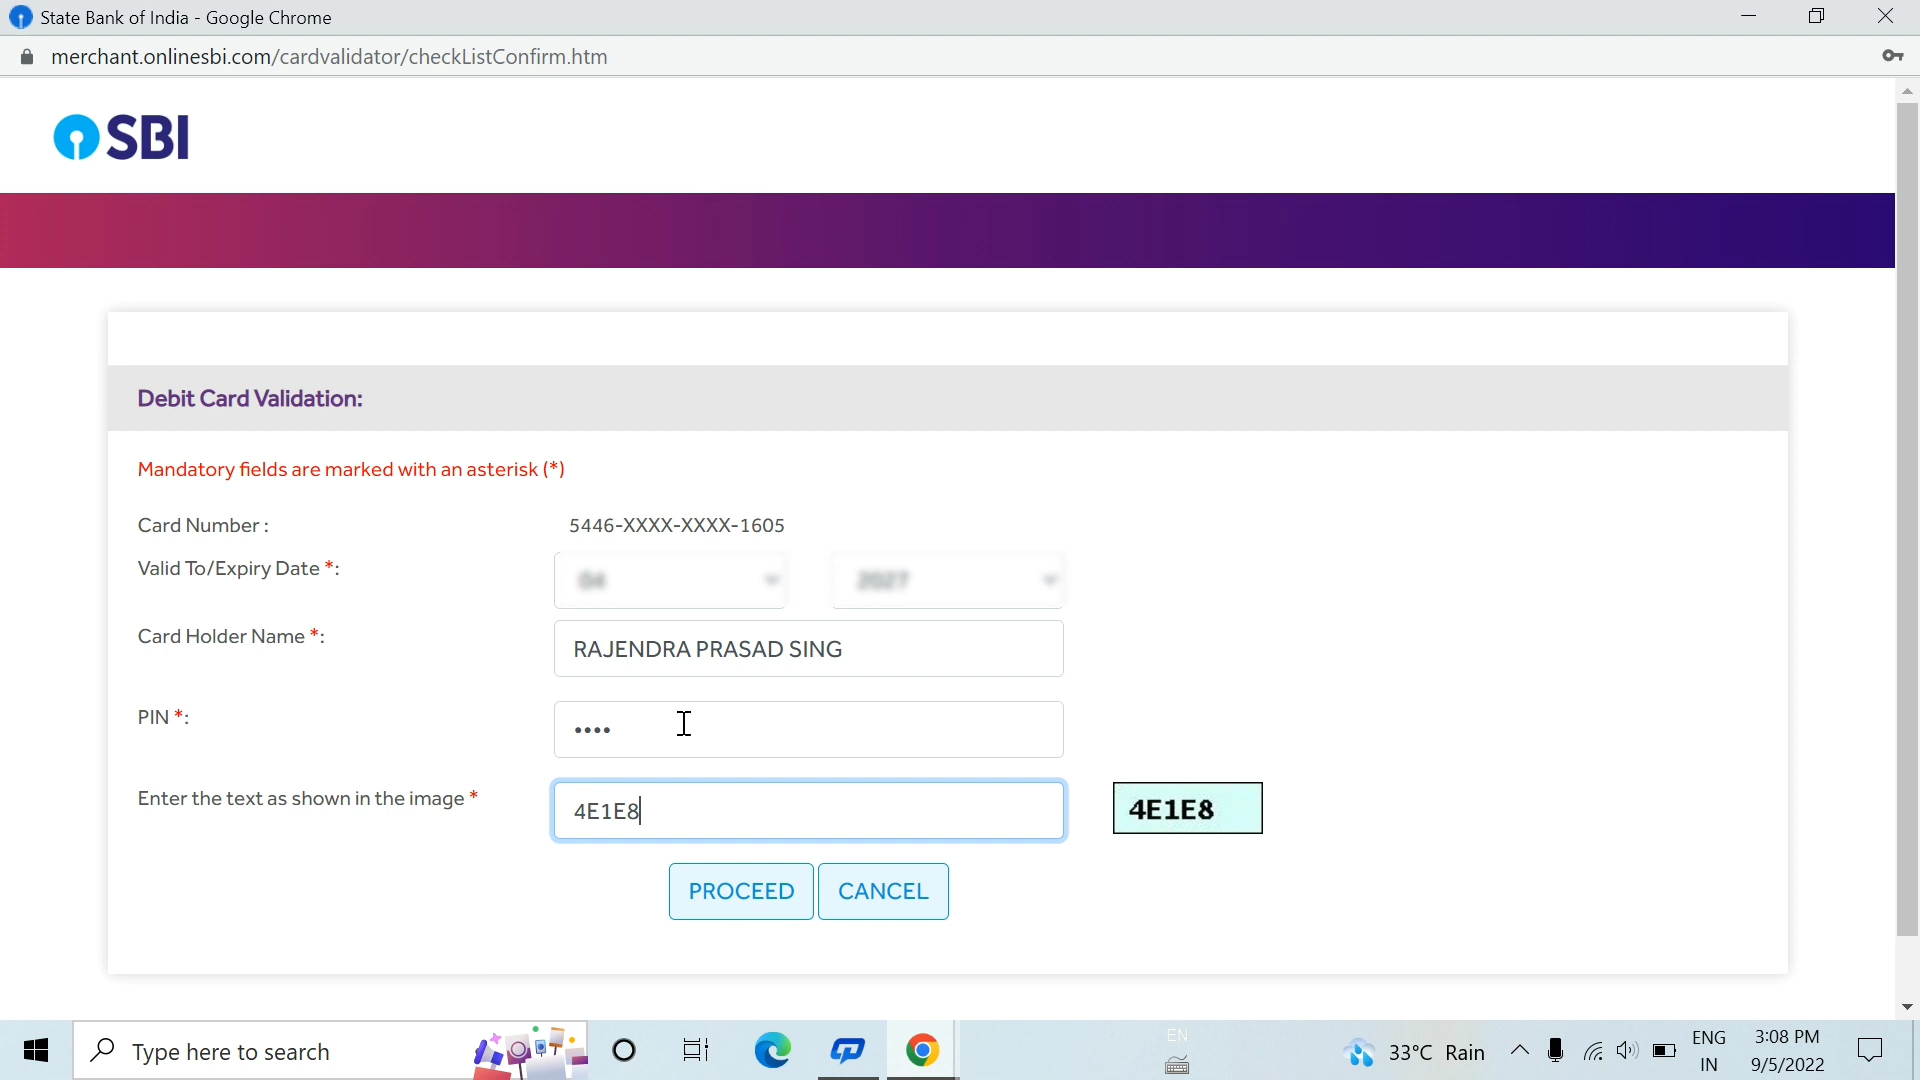 State Bank of India - Google Chrome
merchant.onlinesbi.com/cardvalidator/checkListConfirm.htm
SBI
Debit Card Validation:
Mandatory fields are marked with an asterisk (*)
Card Number : 5446-XXXX-XXXX-1605
Valid To/Expiry Date *:
Card Holder Name *: RAJENDRA PRASAD SING
PIN *: ••••
Enter the text as shown in the image * 4E1E8 4E1E8
PROCEED CANCEL
Type here to search
EN
33°C Rain
ENG
IN
3:08 PM
9/5/2022